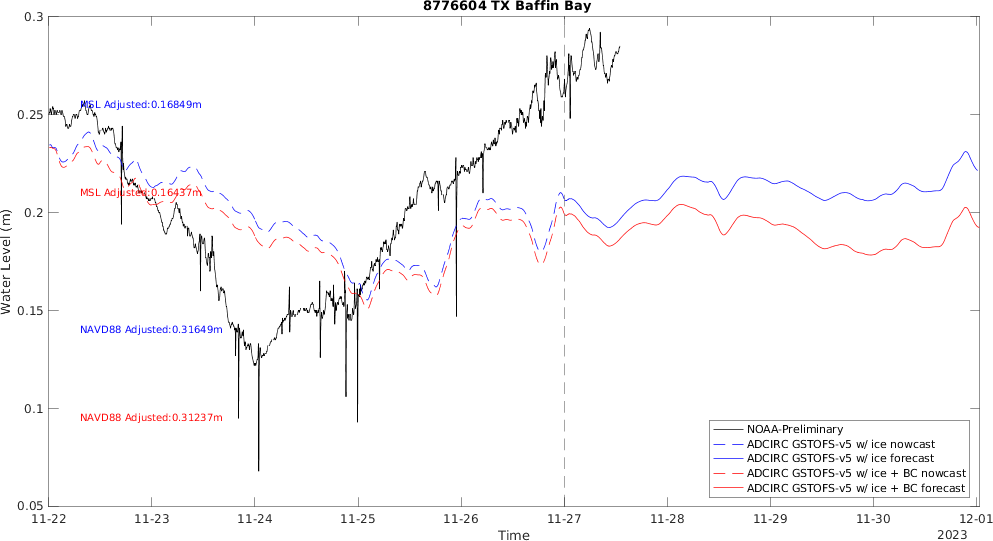 8776604 TX Baffin Bay
Water Level (m)
0.3
0.25
0.2
0.15
0.1
0.05
MSL Adjusted:0.16849m
MSL Adjusted:0.16437m
NAVD88 Adjusted:0.31649m
NAVD88 Adjusted:0.31237m
NOAA-Preliminary
ADCIRC GSTOFS-v5 w/ ice nowcast
ADCIRC GSTOFS-v5 w/ ice forecast
ADCIRC GSTOFS-v5 w/ ice + BC nowcast
ADCIRC GSTOFS-v5 w/ ice + BC forecast
11-22 11-23 11-24 11-25 11-26 11-27 11-28 11-29 11-30 12-01
Time
2023